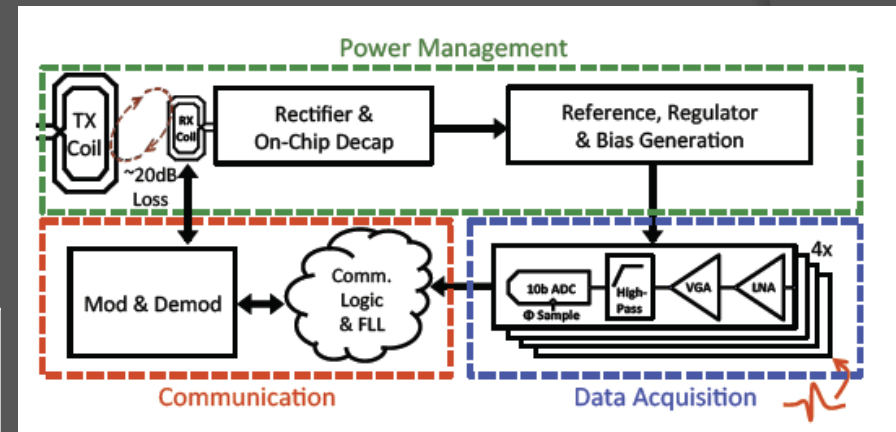 Power Management
TX
Coil
RX
Coil
~20dB
Loss
Rectifier &
On-Chip Decap
Reference, Regulator
& Bias Generation
Mod & Demod
Comm.
Logic
& FLL
4x
10b ADC
Φ Sample
High-
Pass
VGA
LNA
Communication
Data Acquisition